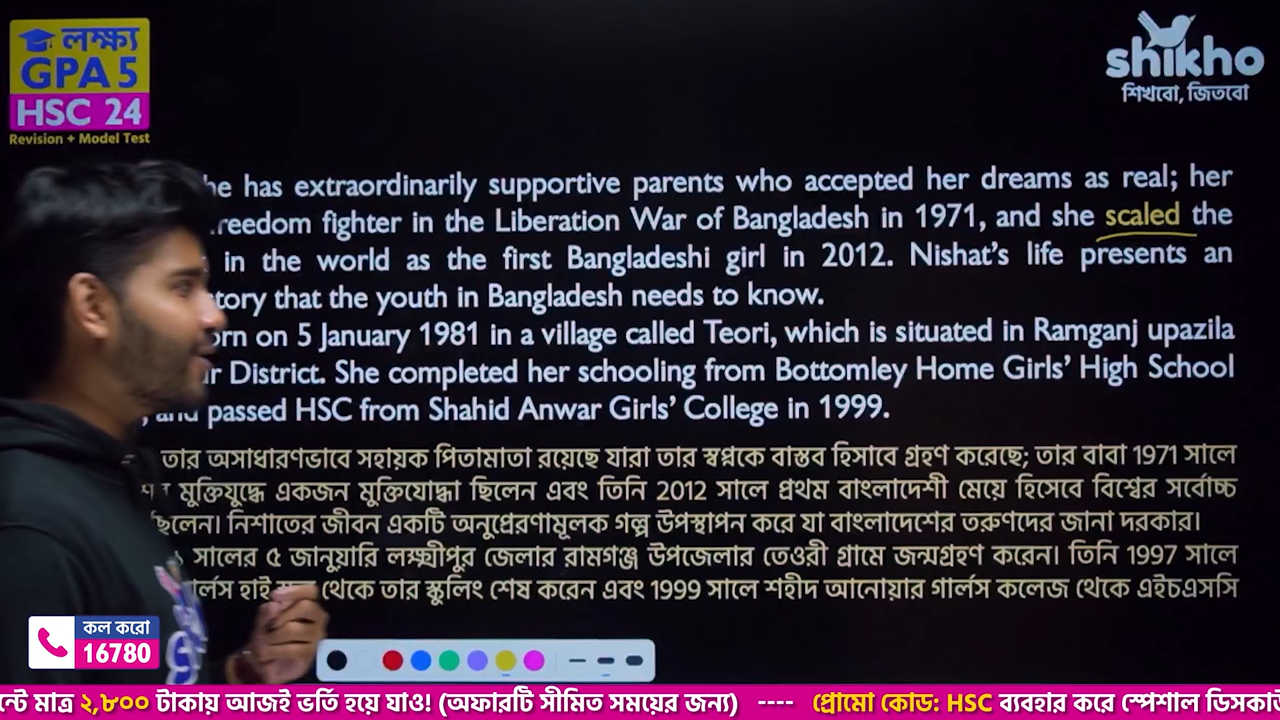 লক্ষ্য
GPA 5
HSC 24
Revision + Model Test
shikho
শিখবো, জিতবো
he has extraordinarily supportive parents who accepted her dreams as real; her
freedom fighter in the Liberation War of Bangladesh in 1971, and she scaled the
in the world as the first Bangladeshi girl in 2012. Nishat's life presents an
tory that the youth in Bangladesh needs to know.
orn on 5 January 1981 in a village called Teori, which is situated in Ramganj upazila
ur District. She completed her schooling from Bottomley Home Girls' High School
, and passed HSC from Shahid Anwar Girls' College in 1999.
তার অসাধারণভাবে সহায়ক পিতামাতা রয়েছে যারা তার স্বপ্নকে বাস্তব হিসাবে গ্রহণ করেছে; তার বাবা 1971 সালে
মুক্তিযুদ্ধে একজন মুক্তিযোদ্ধা ছিলেন এবং তিনি 2012 সালে প্রথম বাংলাদেশী মেয়ে হিসেবে বিশ্বের সর্বোচ্চ
ছিলেন। নিশাতের জীবন একটি অনুপ্রেরণামূলক গল্প উপস্থাপন করে যা বাংলাদেশের তরুণদের জানা দরকার।
সালের ৫ জানুয়ারি লক্ষ্মীপুর জেলার রামগঞ্জ উপজেলার তেওরী গ্রামে জন্মগ্রহণ করেন। তিনি 1997 সালে
গার্লস হাই থেকে তার স্কুলিং শেষ করেন এবং 1999 সালে শহীদ আনোয়ার গার্লস কলেজ থেকে এইচএসসি
কল করো
16780
ন্টে মাত্র ২,৮০০ টাকায় আজই ভর্তি হয়ে যাও! (অফারটি সীমিত সময়ের জন্য) ---- প্রোমো কোড: HSC ব্যবহার করে স্পেশাল ডিসকাউ